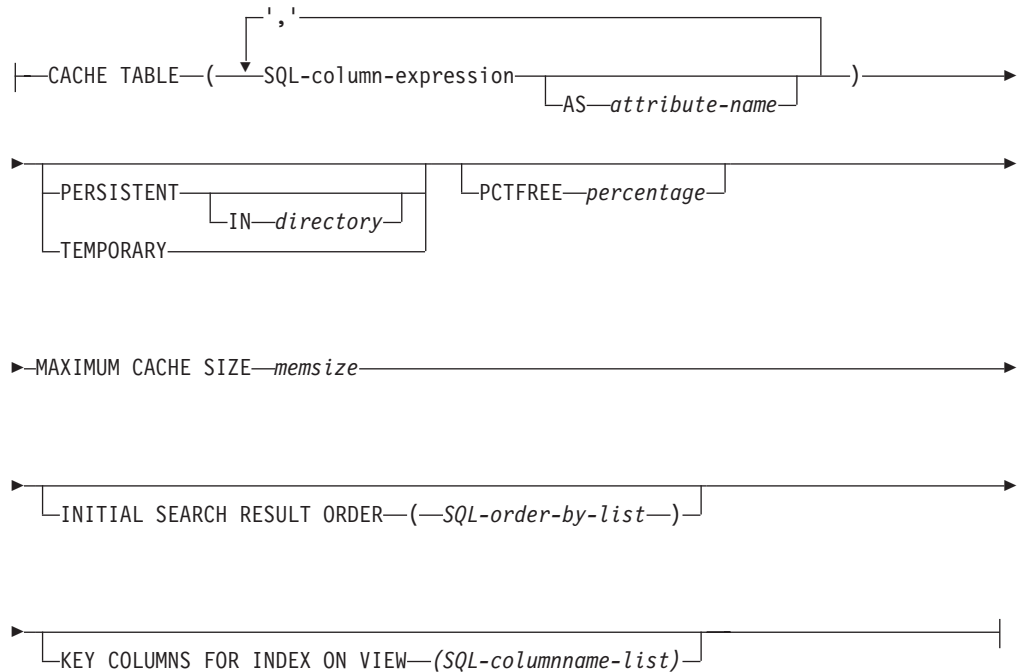 ','
CACHE TABLE ( SQL-column-expression )
AS attribute-name
PERSISTENT PCTFREE percentage
IN directory
TEMPORARY
MAXIMUM CACHE SIZE memsize
INITIAL SEARCH RESULT ORDER ( SQL-order-by-list )
KEY COLUMNS FOR INDEX ON VIEW (SQL-columnname-list)